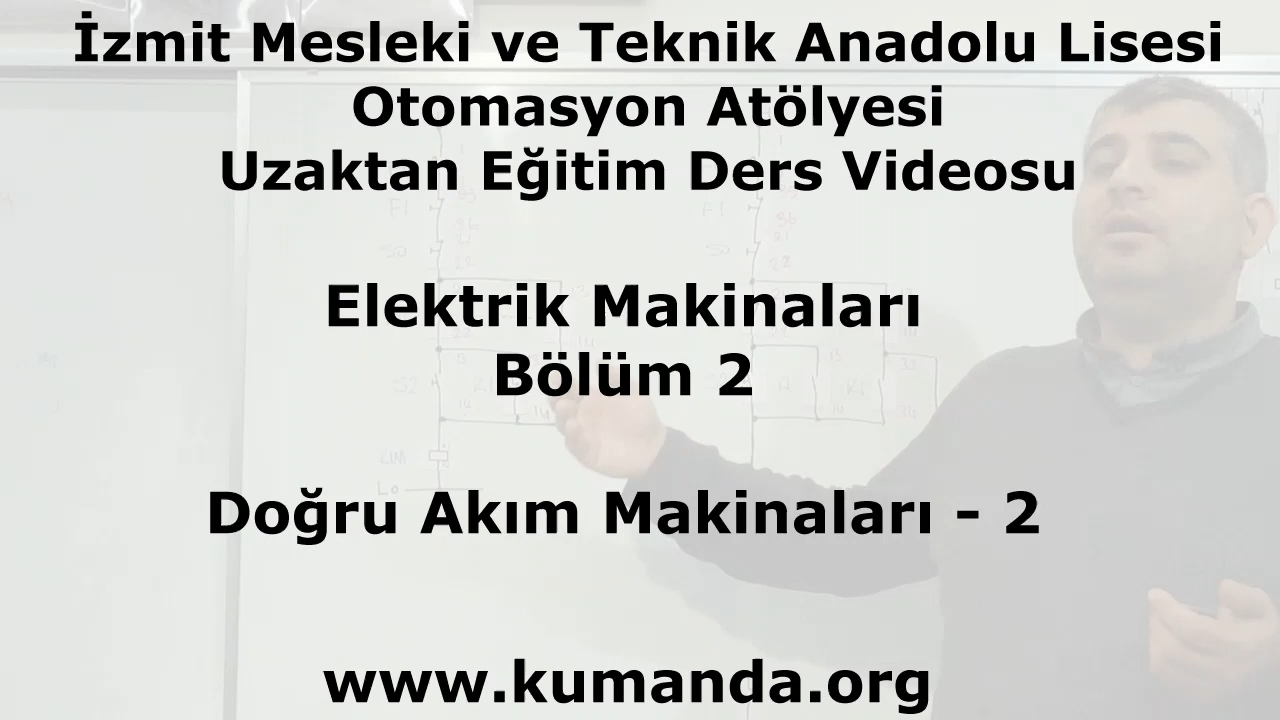 İzmit Mesleki ve Teknik Anadolu Lisesi
Otomasyon Atölyesi
Uzaktan Eğitim Ders Videosu
Elektrik Makinaları
Bölüm 2
Doğru Akım Makinaları - 2
www.kumanda.org